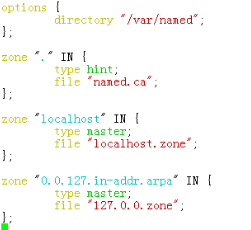 options {
        directory "/var/named";
};

zone "." IN {
        type hint;
        file "named.ca";
};

zone "localhost" IN {
        type master;
        file "localhost.zone";
};

zone "0.0.127.in-addr.arpa" IN {
        type master;
        file "127.0.0.zone";
};